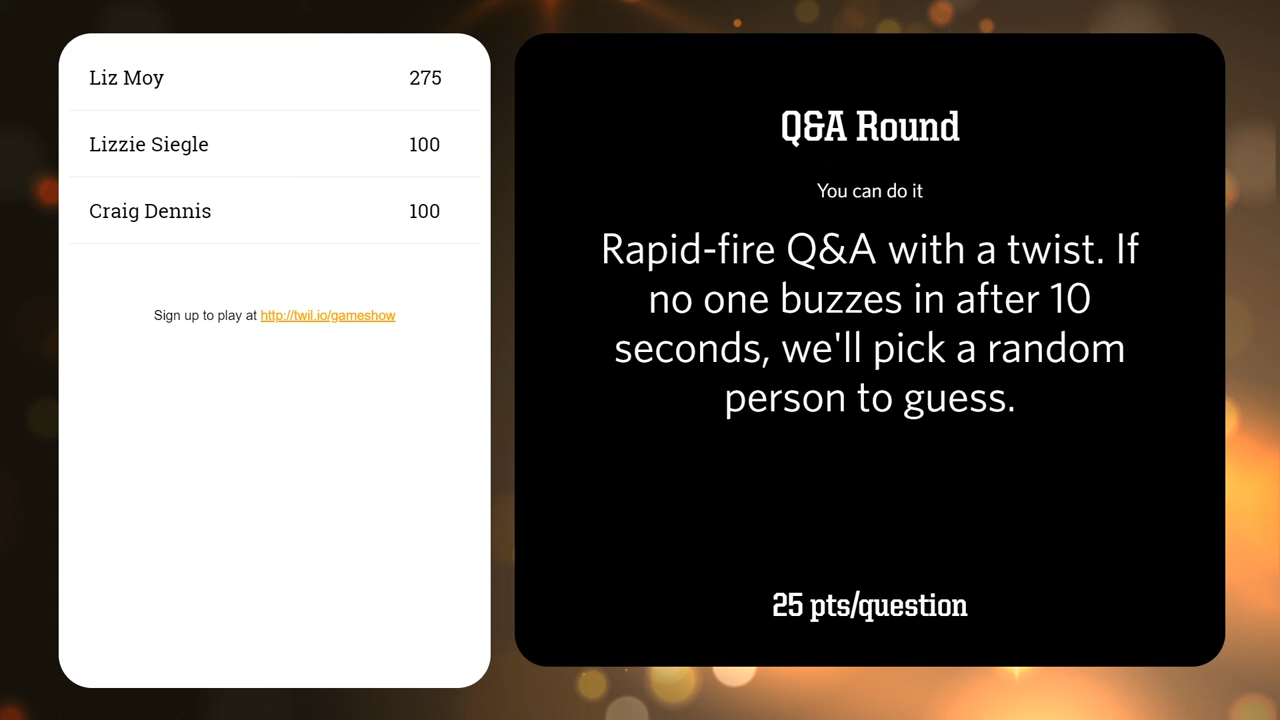 Liz Moy 275
Lizzie Siegle 100
Craig Dennis 100
Sign up to play at http://twil.io/gameshow
Q&A Round
You can do it
Rapid-fire Q&A with a twist. If
no one buzzes in after 10
seconds, we'll pick a random
person to guess.
25 pts/question